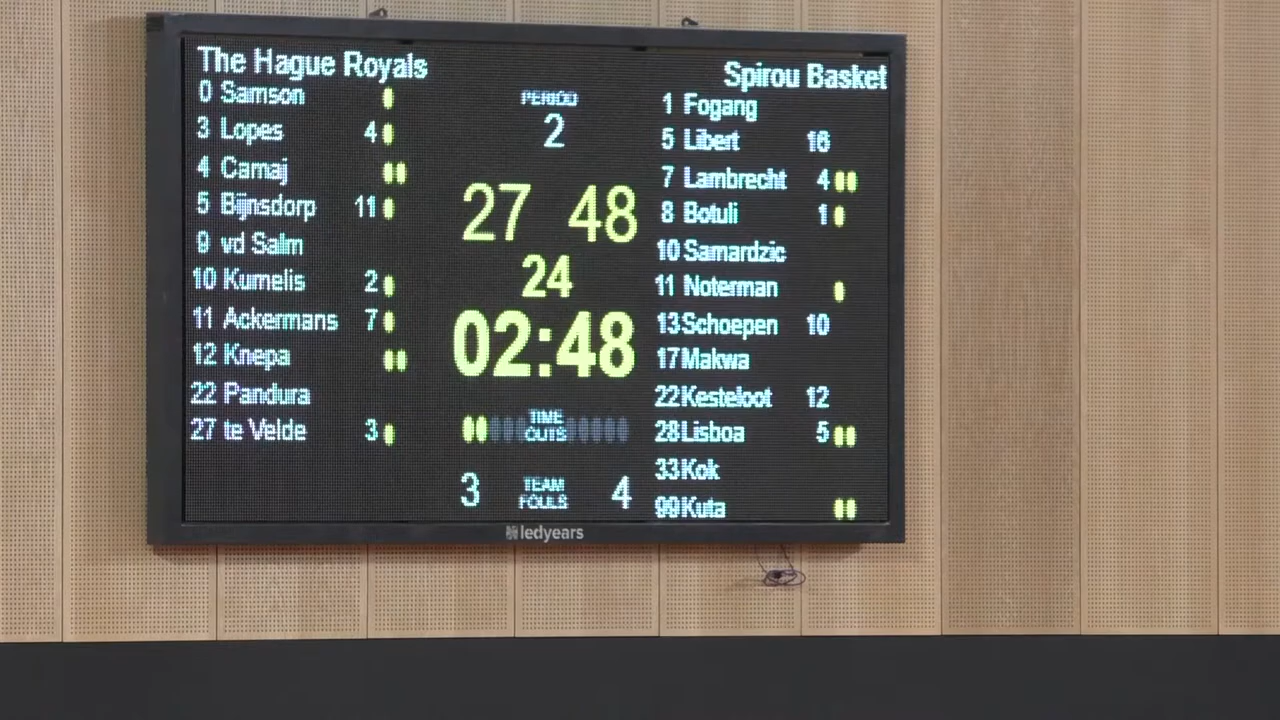 The Hague Royals
0 Samson
3 Lopes 4
4 Camaj
5 Bijnsdorp 11
9 vd Salm
10 Kumelis 2
11 Ackermans 7
12 Knepa
22 Pandura
27 te Velde 3
PERIOD
2
27 48
24
02:48
TIME
OUTS
3 TEAM FOULS 4
Spirou Basket
1 Fogang
5 Libert 16
7 Lambrecht 4
8 Botuli 1
10 Samardzic
11 Noterman
13 Schoepen 10
17 Makwa
22 Kesteloot 12
28 Lisboa 5
33 Kok
99 Kuta
ledyears